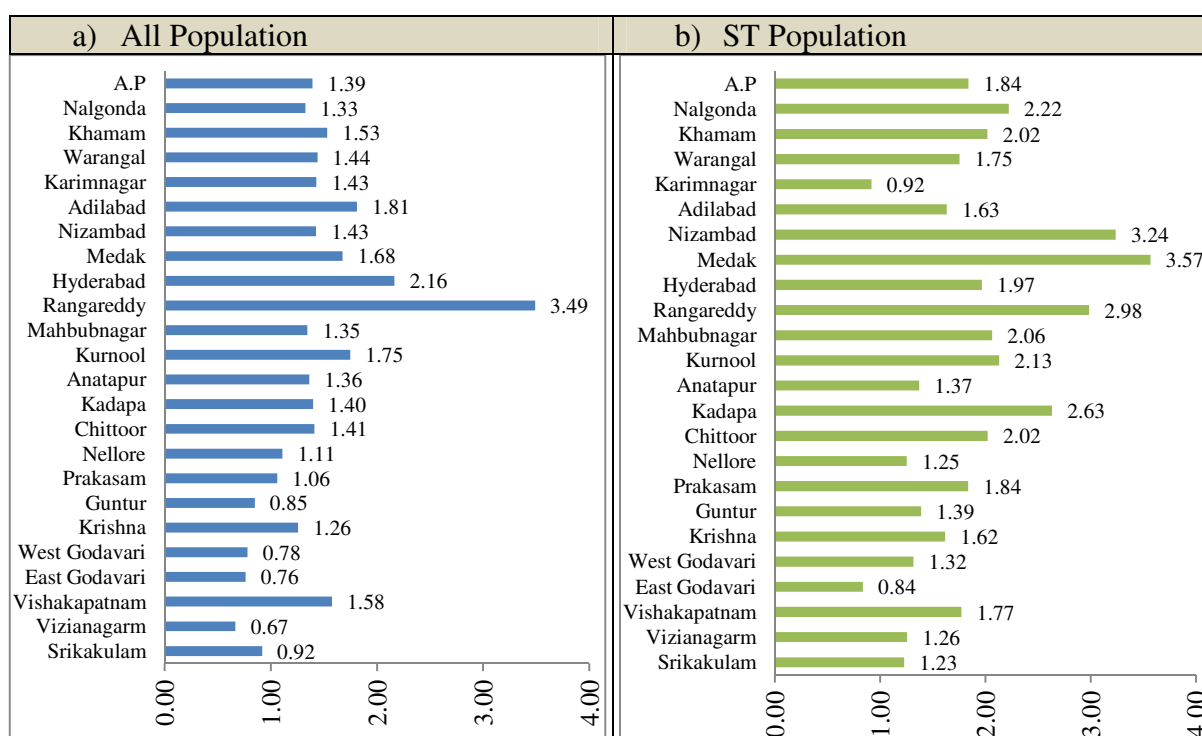 a) All Population
A.P 1.39
Nalgonda 1.33
Khamam 1.53
Warangal 1.44
Karimnagar 1.43
Adilabad 1.81
Nizambad 1.43
Medak 1.68
Hyderabad 2.16
Rangareddy 3.49
Mahbubnagar 1.35
Kurnool 1.75
Anatapur 1.36
Kadapa 1.40
Chittoor 1.41
Nellore 1.11
Prakasam 1.06
Guntur 0.85
Krishna 1.26
West Godavari 0.78
East Godavari 0.76
Vishakapatnam 1.58
Vizianagarm 0.67
Srikakulam 0.92
0.00 1.00 2.00 3.00 4.00
b) ST Population
A.P 1.84
Nalgonda 2.22
Khamam 2.02
Warangal 1.75
Karimnagar 0.92
Adilabad 1.63
Nizambad 3.24
Medak 3.57
Hyderabad 1.97
Rangareddy 2.98
Mahbubnagar 2.06
Kurnool 2.13
Anatapur 1.37
Kadapa 2.63
Chittoor 2.02
Nellore 1.25
Prakasam 1.84
Guntur 1.39
Krishna 1.62
West Godavari 1.32
East Godavari 0.84
Vishakapatnam 1.77
Vizianagarm 1.26
Srikakulam 1.23
0.00 1.00 2.00 3.00 4.00